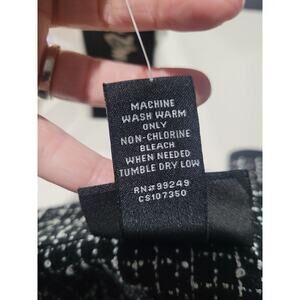 MACHINE
WASH WARM
ONLY
NON-CHLORINE
BLEACH
WHEN NEEDED
TUMBLE DRY LOW
RN#99249
CS107350